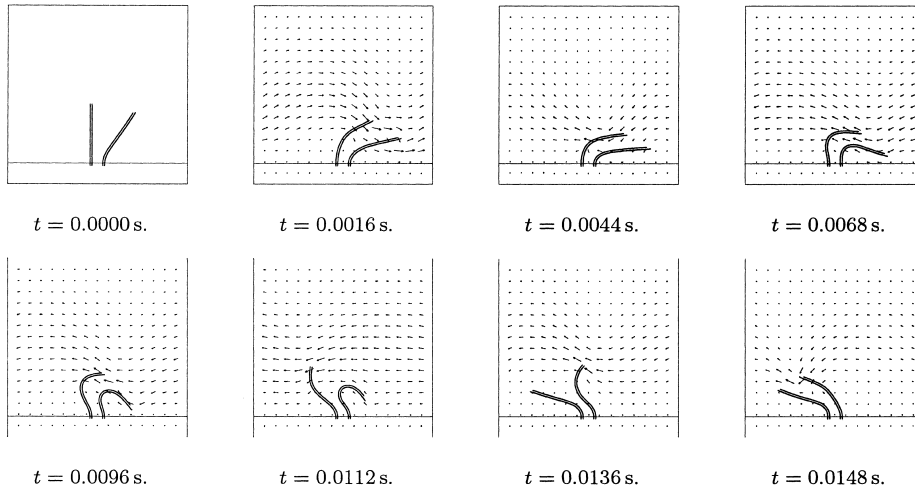 t = 0.0000 s. t = 0.0016 s. t = 0.0044 s. t = 0.0068 s.
t = 0.0096 s. t = 0.0112 s. t = 0.0136 s. t = 0.0148 s.